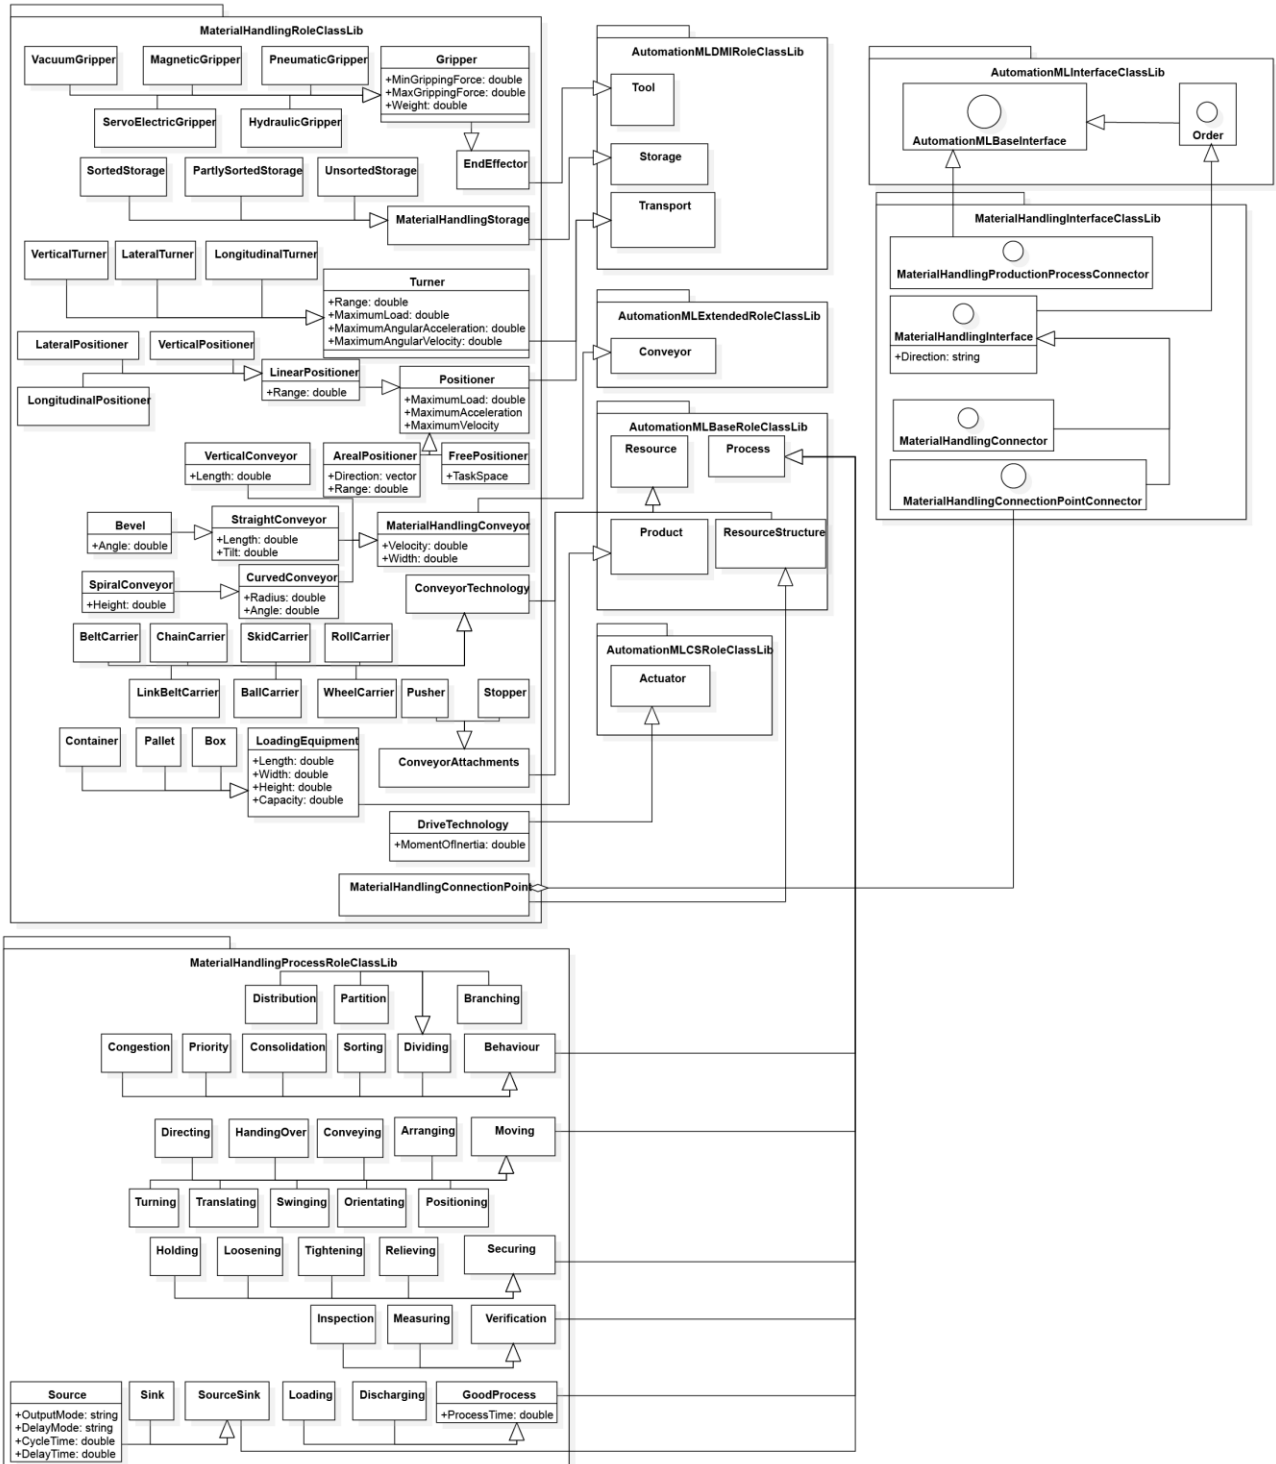 MaterialHandlingRoleClassLib
VacuumGripper
MagneticGripper
PneumaticGripper
Gripper
+MinGrippingForce: double
+MaxGrippingForce: double
+Weight: double
ServoElectricGripper
HydraulicGripper
EndEffector
SortedStorage
PartlySortedStorage
UnsortedStorage
MaterialHandlingStorage
VerticalTurner
LateralTurner
LongitudinalTurner
Turner
+Range: double
+MaximumLoad: double
+MaximumAngularAcceleration: double
+MaximumAngularVelocity: double
LateralPositioner
VerticalPositioner
LinearPositioner
+Range: double
LongitudinalPositioner
Positioner
+MaximumLoad: double
+MaximumAcceleration
+MaximumVelocity
VerticalConveyor
+Length: double
ArealPositioner
+Direction: vector
+Range: double
FreePositioner
+TaskSpace
Bevel
+Angle: double
StraightConveyor
+Length: double
+Tilt: double
MaterialHandlingConveyor
+Velocity: double
+Width: double
SpiralConveyor
+Height: double
CurvedConveyor
+Radius: double
+Angle: double
ConveyorTechnology
BeltCarrier
ChainCarrier
SkidCarrier
RollCarrier
LinkBeltCarrier
BallCarrier
WheelCarrier
Pusher
Stopper
Container
Pallet
Box
LoadingEquipment
+Length: double
+Width: double
+Height: double
+Capacity: double
ConveyorAttachments
DriveTechnology
+MomentOfInertia: double
MaterialHandlingConnectionPoint
AutomationMLDMIRoleClassLib
Tool
Storage
Transport
AutomationMLExtendedRoleClassLib
Conveyor
AutomationMLBaseRoleClassLib
Resource
Process
Product
ResourceStructure
AutomationMLCSRoleClassLib
Actuator
AutomationMLInterfaceClassLib
AutomationMLBaseInterface
Order
MaterialHandlingInterfaceClassLib
MaterialHandlingProductionProcessConnector
MaterialHandlingInterface
+Direction: string
MaterialHandlingConnector
MaterialHandlingConnectionPointConnector
MaterialHandlingProcessRoleClassLib
Distribution
Partition
Branching
Congestion
Priority
Consolidation
Sorting
Dividing
Behaviour
Directing
HandingOver
Conveying
Arranging
Moving
Turning
Translating
Swinging
Orientating
Positioning
Holding
Loosening
Tightening
Relieving
Securing
Inspection
Measuring
Verification
Source
+OutputMode: string
+DelayMode: string
+CycleTime: double
+DelayTime: double
Sink
SourceSink
Loading
Discharging
GoodProcess
+ProcessTime: double